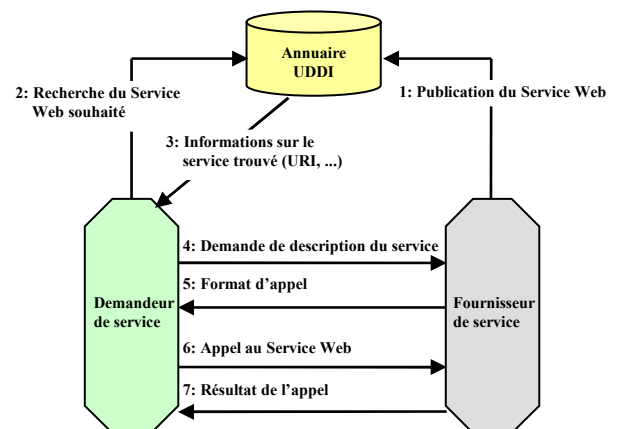 Annuaire
UDDI
2: Recherche du Service
Web souhaité
1: Publication du Service Web
3: Informations sur le
service trouvé (URI, ...)
4: Demande de description du service
5: Format d’appel
Demandeur
de service
Fournisseur
de service
6: Appel au Service Web
7: Résultat de l’appel